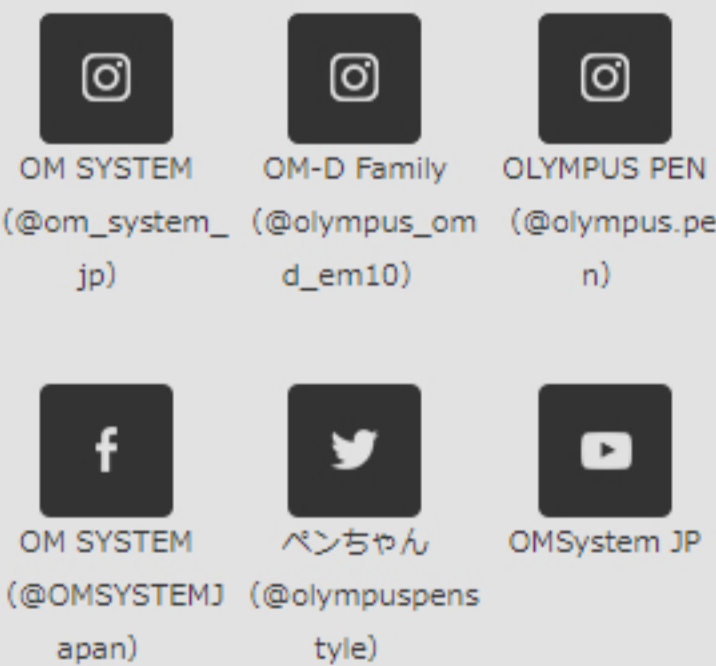 OM SYSTEM
（@om_system_
jp）
OM-D Family
（@olympus_om
d_em10）
OLYMPUS PEN
（@olympus.pe
n）
OM SYSTEM
（@OMSYSTEMJ
apan）
ペンちゃん
（@olympuspens
tyle）
OMSystem JP